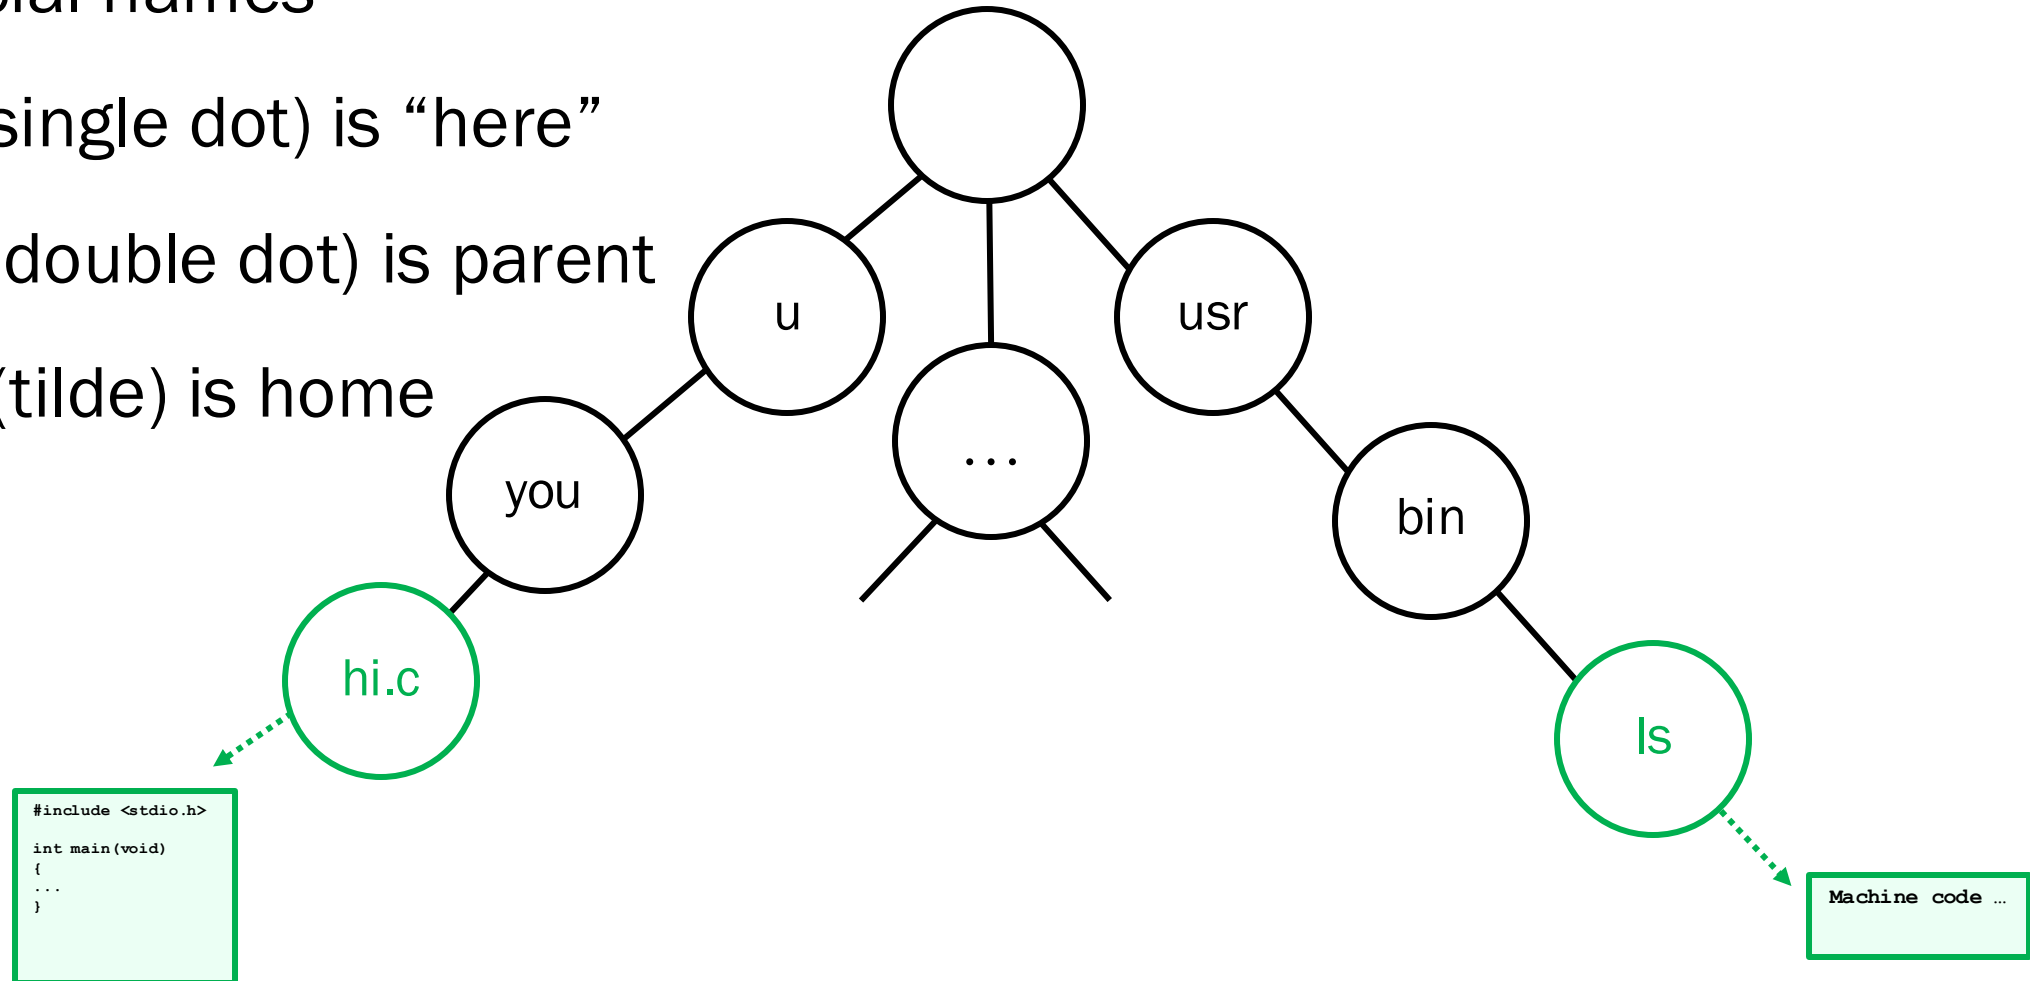 names
single dot) is “here”
double dot) is parent
(tilde) is home
u
usr
...
you
bin
hi.c
ls
#include <stdio.h>
int main(void)
{
...
}
Machine code …